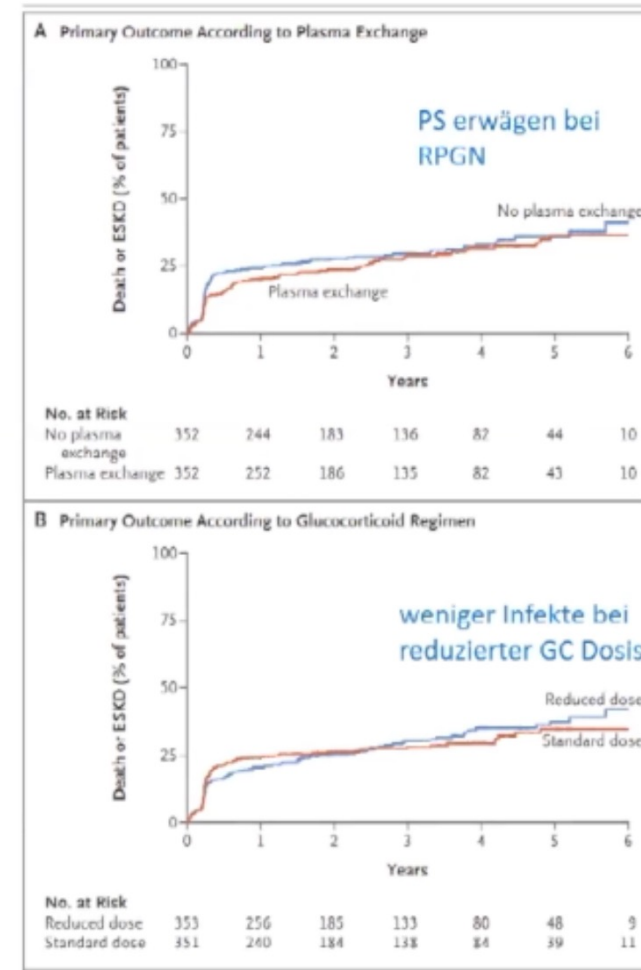 A Primary Outcome According to Plasma Exchange
100
75
50
25
0
Death or ESKD (% of patients)
PS erwägen bei
RPGN
No plasma exchange
Plasma exchange
0 1 2 3 4 5 6
Years
No. at Risk
No plasma exchange 352 244 183 136 82 44 10
Plasma exchange 352 252 186 135 82 43 10
B Primary Outcome According to Glucocorticoid Regimen
100
75
50
25
0
Death or ESKD (% of patients)
weniger Infekte bei
reduzierter GC Dosis
Reduced dose
Standard dose
0 1 2 3 4 5 6
Years
No. at Risk
Reduced dose 353 256 185 133 80 48 9
Standard dose 351 240 184 138 84 39 11